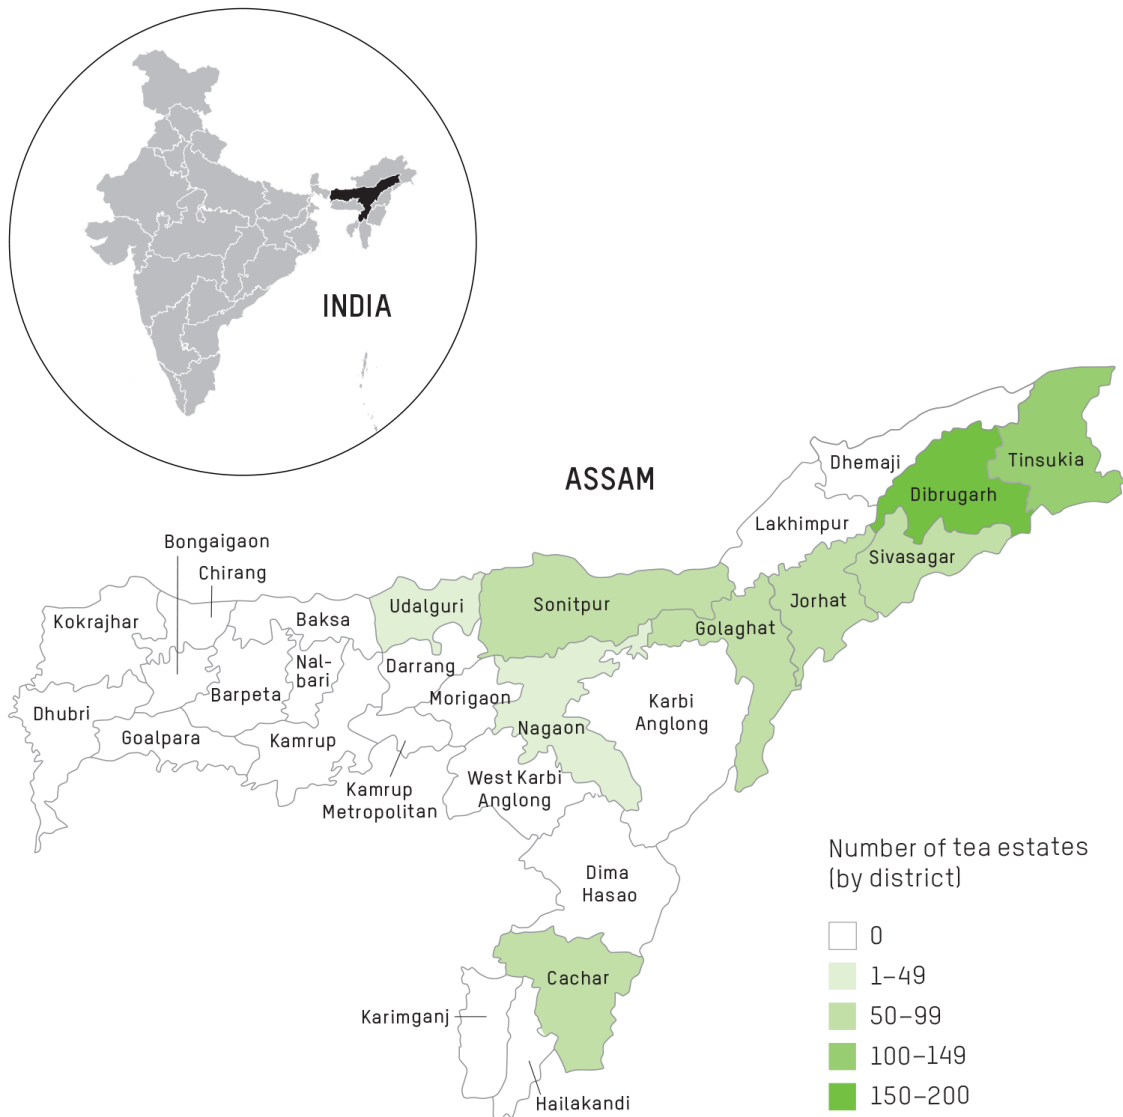 INDIA
ASSAM
Dhemaji
Tinsukia
Dibrugarh
Lakhimpur
Sivasagar
Bongaigaon
Chirang
Jorhat
Udalguri
Sonitpur
Golaghat
Kokrajhar
Baksa
Nal-
bari
Darrang
Barpeta
Morigaon
Karbi
Anglong
Dhubri
Goalpara
Kamrup
Nagaon
Kamrup
Metropolitan
West Karbi
Anglong
Dima
Hasao
Cachar
Karimganj
Hailakandi
Number of tea estates
(by district)
0
1–49
50–99
100–149
150–200